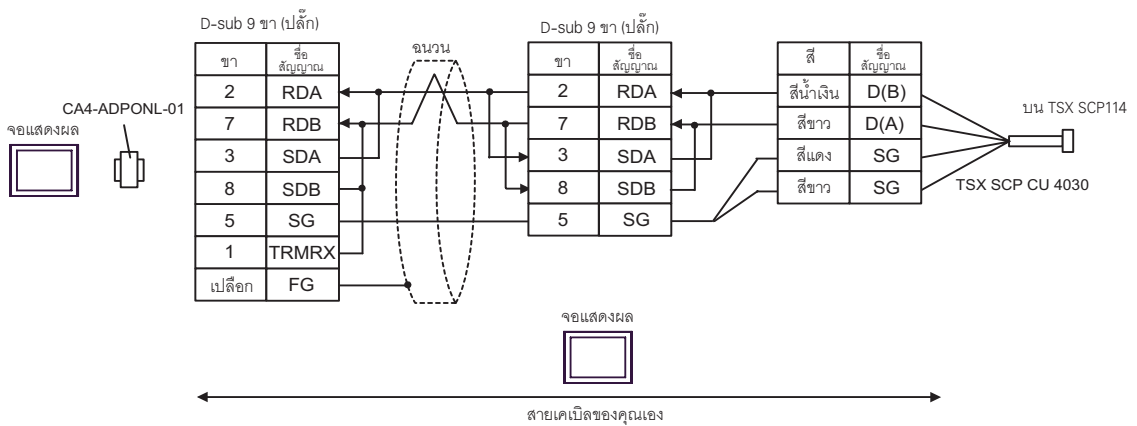 D-sub 9 ขา (ปลั๊ก)
D-sub 9 ขา (ปลั๊ก)
ฉนวน
ขา ชื่อ
สัญญาณ
2 RDA
7 RDB
3 SDA
8 SDB
5 SG
1 TRMRX
เปลือก FG
ขา ชื่อ
สัญญาณ
2 RDA
7 RDB
3 SDA
8 SDB
5 SG
สี ชื่อ
สัญญาณ
สีน้ำเงิน D(B)
สีขาว D(A)
สีแดง SG
สีขาว SG
CA4-ADPONL-01
จอแสดงผล
บน TSX SCP114
TSX SCP CU 4030
จอแสดงผล
สายเคเบิลของคุณเอง